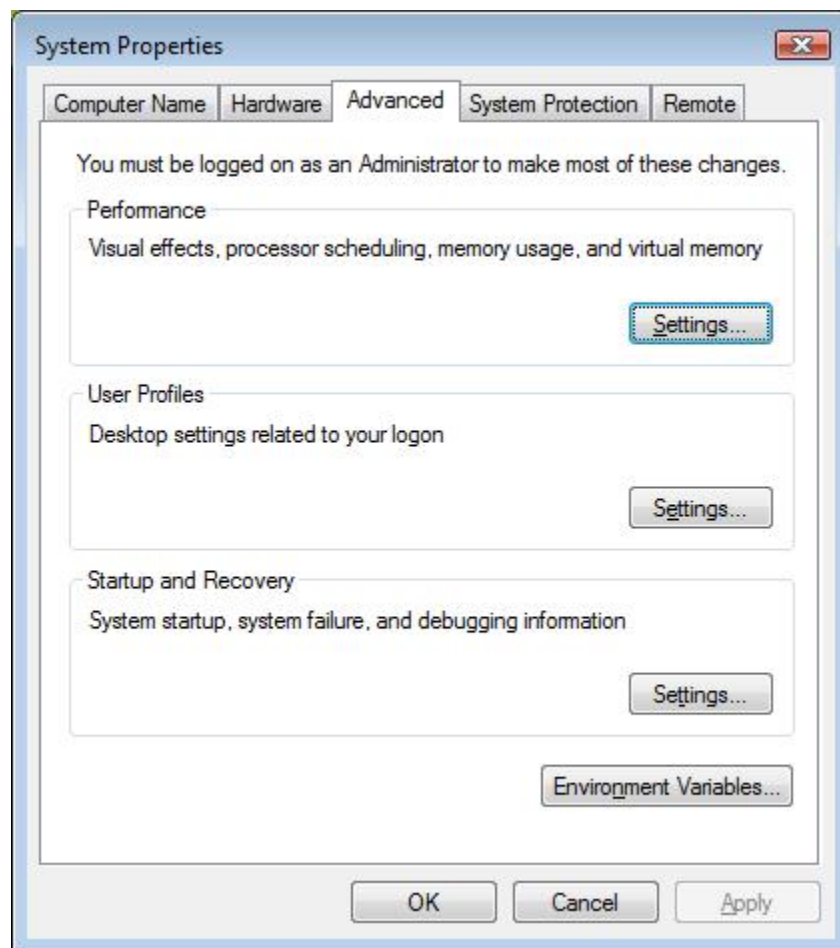 System Properties
Computer Name Hardware Advanced System Protection Remote
You must be logged on as an Administrator to make most of these changes.
Performance
Visual effects, processor scheduling, memory usage, and virtual memory
Settings...
User Profiles
Desktop settings related to your logon
Settings...
Startup and Recovery
System startup, system failure, and debugging information
Settings...
Environment Variables...
OK Cancel Apply